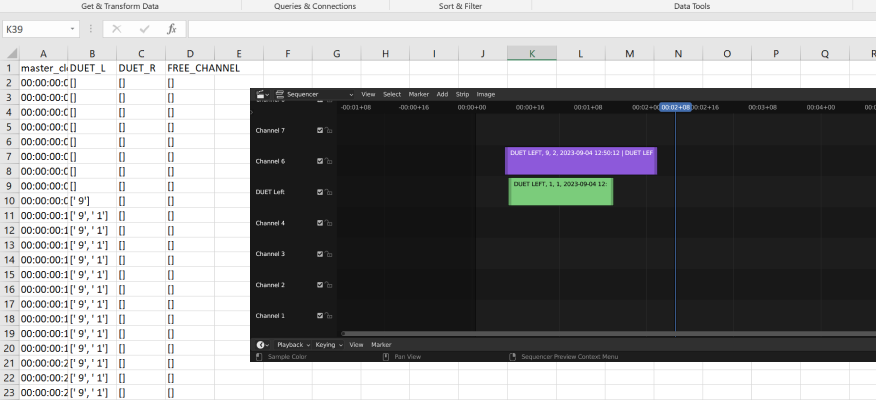 Get & Transform Data Queries & Connections Sort & Filter Data Tools
K39 fx
A B C D E F G H I J K L M N O P Q R
1 master_cl DUET_L DUET_R FREE_CHANNEL
2 00:00:00:0 [] [] []
3 00:00:00:0 [] [] []
4 00:00:00:0 [] [] []
5 00:00:00:0 [] [] []
6 00:00:00:0 [] [] []
7 00:00:00:0 [] [] []
8 00:00:00:0 [] [] []
9 00:00:00:0 [] [] []
10 00:00:00:0 [' 9'] [] []
11 00:00:00:1 [' 9', ' 1'] [] []
12 00:00:00:1 [' 9', ' 1'] [] []
13 00:00:00:1 [' 9', ' 1'] [] []
14 00:00:00:1 [' 9', ' 1'] [] []
15 00:00:00:1 [' 9', ' 1'] [] []
16 00:00:00:1 [' 9', ' 1'] [] []
17 00:00:00:1 [' 9', ' 1'] [] []
18 00:00:00:1 [' 9', ' 1'] [] []
19 00:00:00:1 [' 9', ' 1'] [] []
20 00:00:00:1 [' 9', ' 1'] [] []
21 00:00:00:2 [' 9', ' 1'] [] []
22 00:00:00:2 [' 9', ' 1'] [] []
23 00:00:00:2 [' 9', ' 1'] [] []
Sequencer View Select Marker Add Strip Image
-00:01+08 -00:00+16 00:00+00 00:00+16 00:01+08 00:02+00 00:02+08 00:02+16 00:03+08 00:04+00
Channel 7
Channel 6 DUET LEFT, 9, 2, 2023-09-04 12:50:12 | DUET LEF
DUET Left DUET LEFT, 1, 1, 2023-09-04 12:
Channel 4
Channel 3
Channel 2
Channel 1
Playback Keying View Marker
Sample Color Pan View Sequencer Preview Context Menu